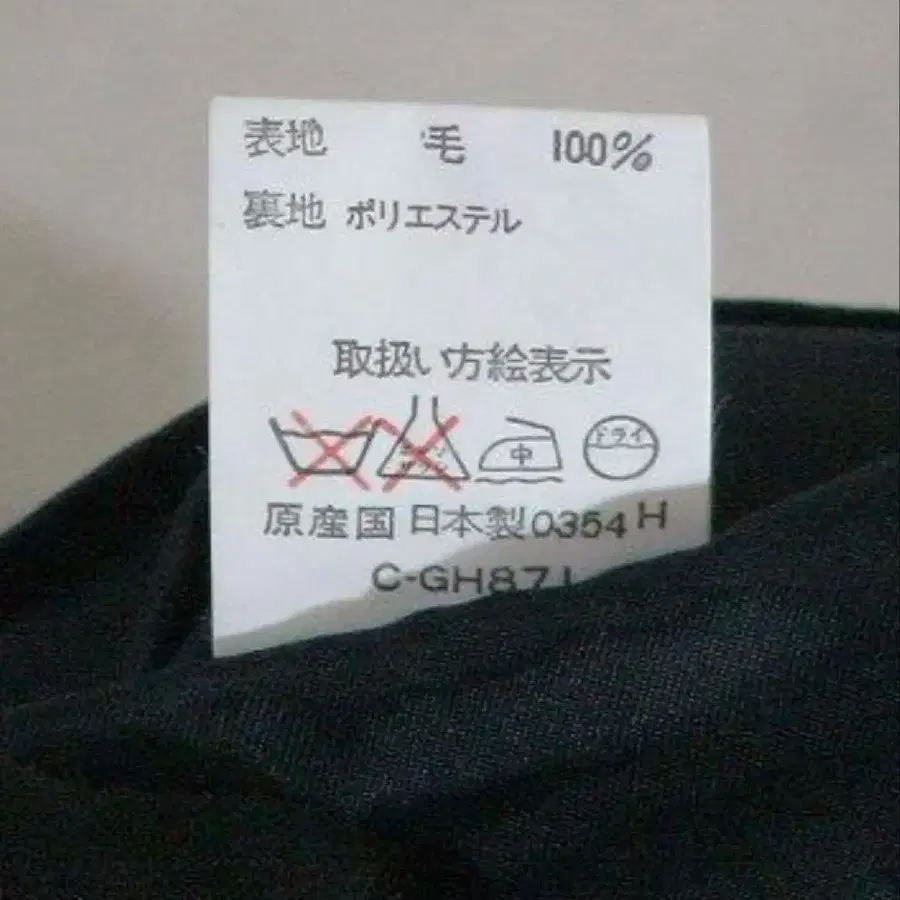 表地 毛 100%
裏地 ポリエステル
取扱い方絵表示
中 ドライ
原産国 日本製 0354 H
C-GH87